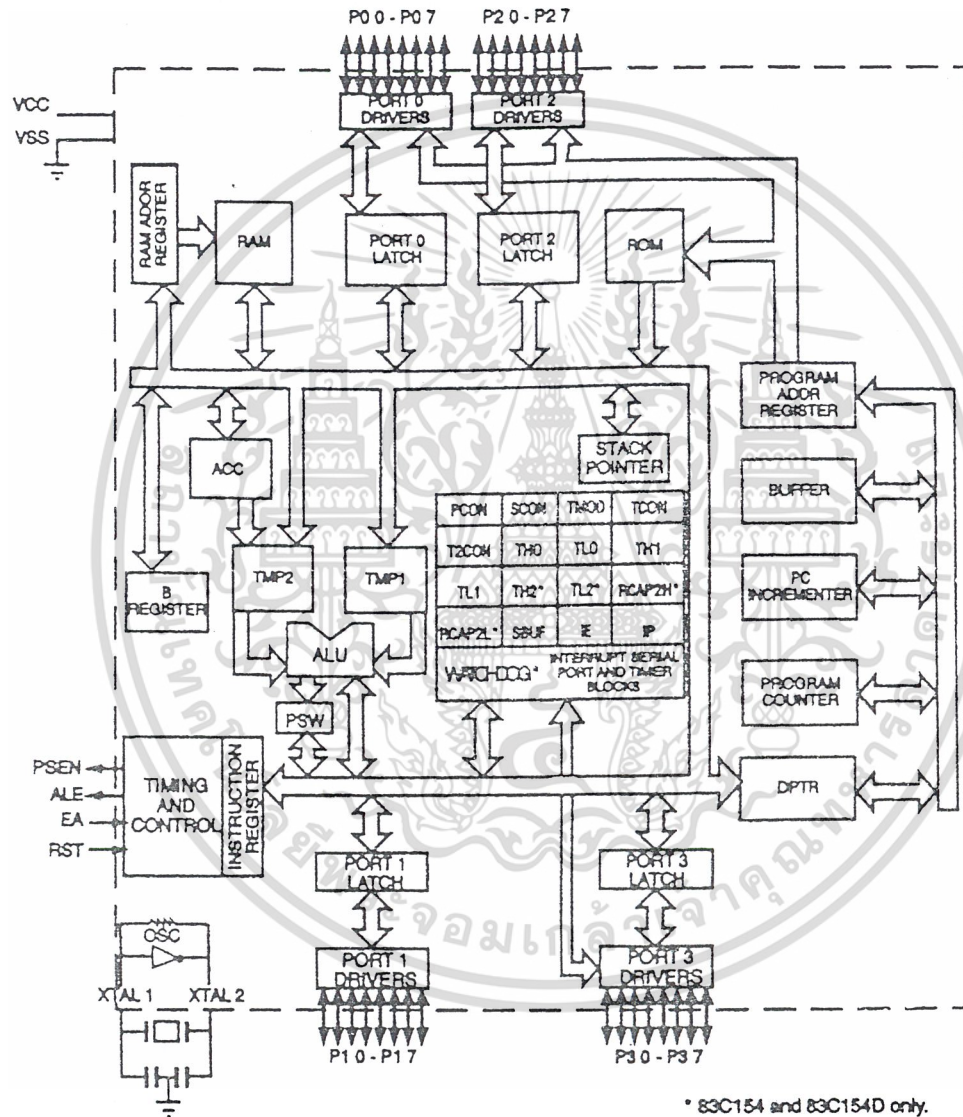 P0 0 - P0 7
P2 0 - P2 7
VCC
VSS
PORT 0
DRIVERS
PORT 2
DRIVERS
RAM ADDR
REGISTER
RAM
PORT 0
LATCH
PORT 2
LATCH
ROM
PROGRAM
ADDR
REGISTER
ACC
STACK
POINTER
BUFFER
PCON SCON TMOD TCON
T2CON TH0 TL0 TH1
TL1 TH2* TL2* RCAP2H*
RCAP2L* SBUF IE IP
WATCHDOG*
INTERRUPT SERIAL
PORT AND TIMER
BLOCKS
B
REGISTER
TMP2
TMP1
ALU
PSW
PC
INCREMENTER
PROGRAM
COUNTER
DPTR
PSEN
ALE
EA
RST
TIMING
AND
CONTROL
INSTRUCTION
REGISTER
PORT 1
LATCH
PORT 3
LATCH
OSC
PORT 1
DRIVERS
PORT 3
DRIVERS
XTAL 1
XTAL 2
P1 0 - P1 7
P3 0 - P3 7
* 83C154 and 83C154D only.